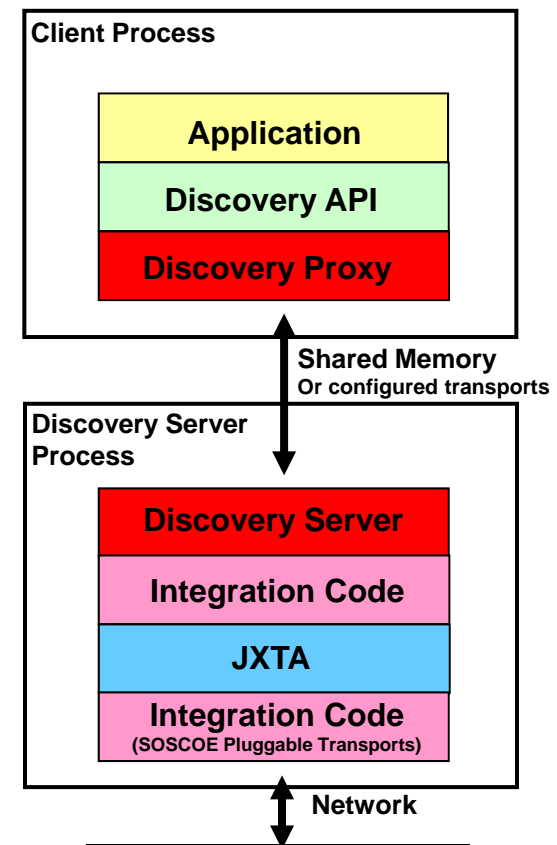 Client Process
Application
Discovery API
Discovery Proxy
Shared Memory
Or configured transports
Discovery Server
Process
Discovery Server
Integration Code
JXTA
Integration Code
(SOSCOE Pluggable Transports)
Network